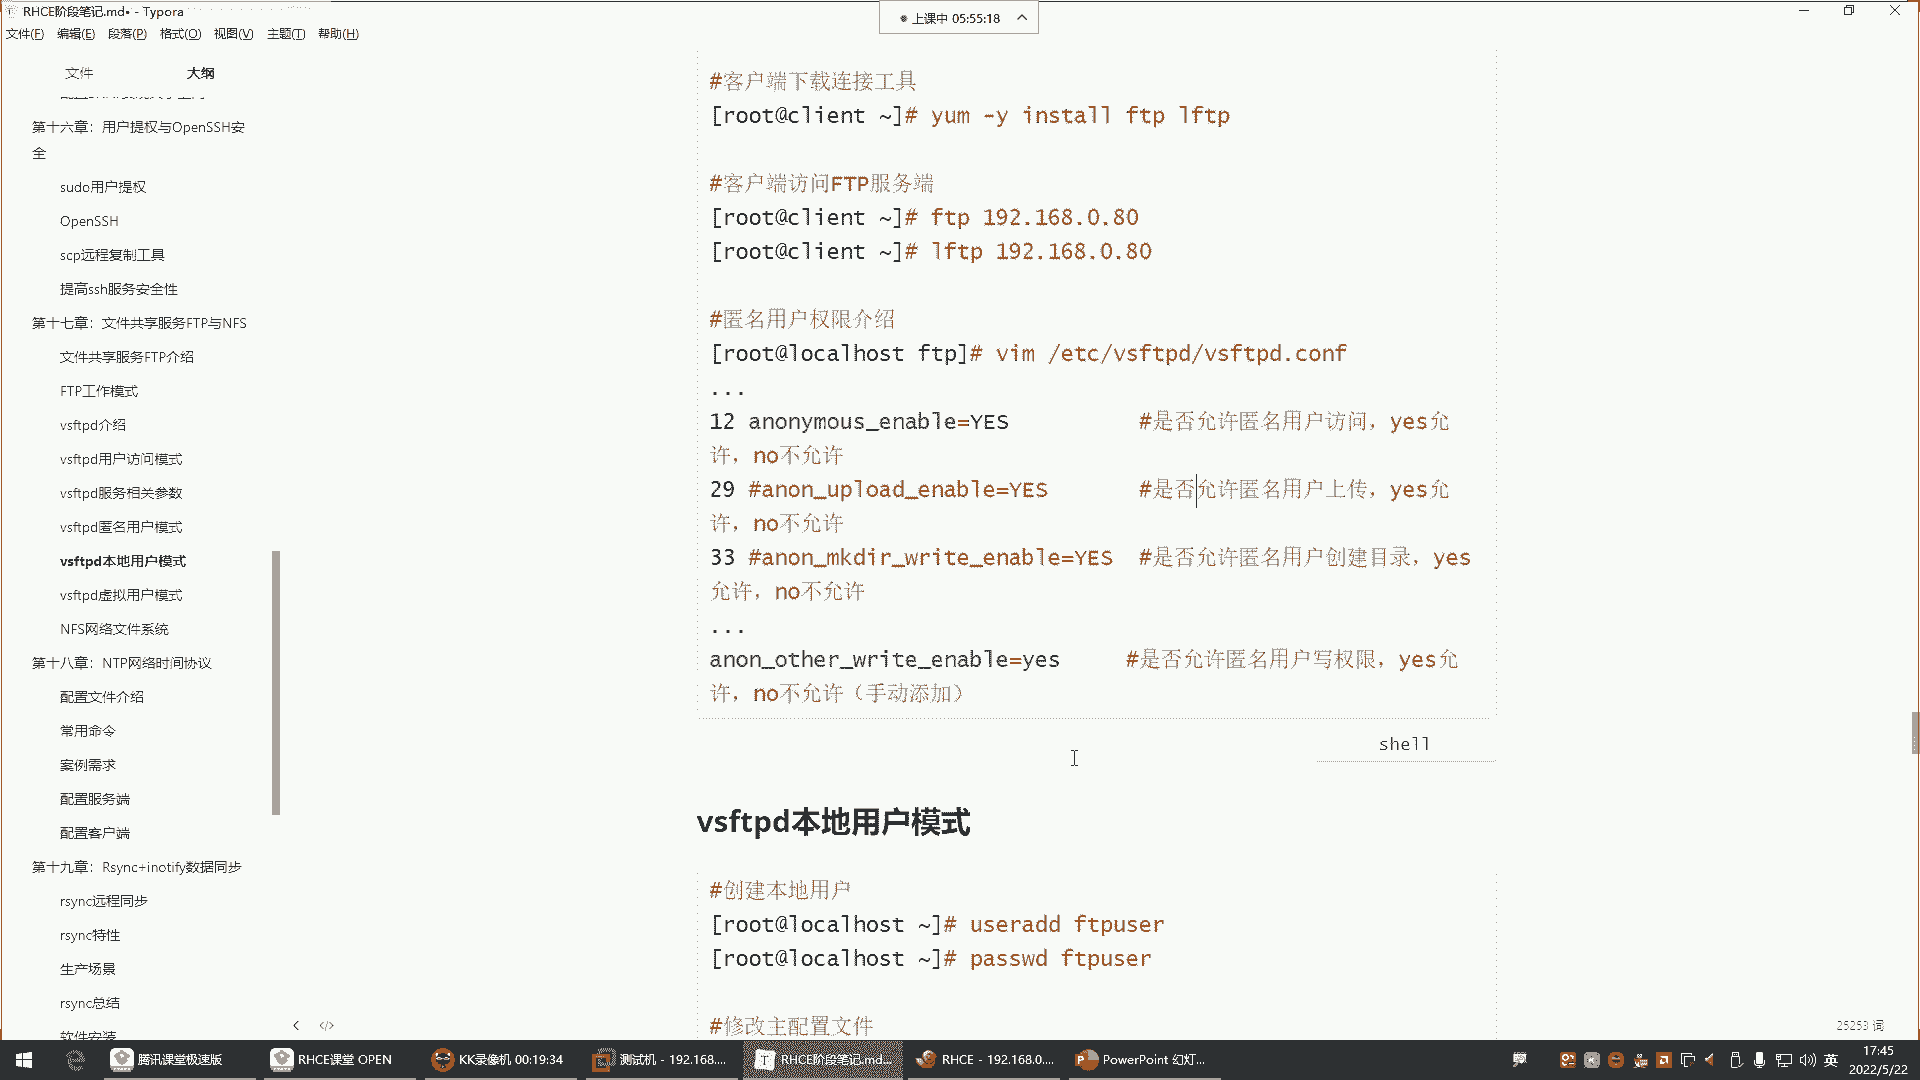 RHCE阶段笔记.md• - Typora
上课中 05:55:18
文件(F) 编辑(E) 段落(P) 格式(O) 视图(V) 主题(T) 帮助(H)
文件 大纲
第十六章：用户提权与OpenSSH安
全
sudo用户提权
OpenSSH
scp远程复制工具
提高ssh服务安全性
第十七章：文件共享服务FTP与NFS
文件共享服务FTP介绍
FTP工作模式
vsftpd介绍
vsftpd用户访问模式
vsftpd服务相关参数
vsftpd匿名用户模式
vsftpd本地用户模式
vsftpd虚拟用户模式
NFS网络文件系统
第十八章：NTP网络时间协议
配置文件介绍
常用命令
案例需求
配置服务端
配置客户端
第十九章：Rsync+inotify数据同步
rsync远程同步
rsync特性
生产场景
rsync总结
软件安装
#客户端下载连接工具
[root@client ~]# yum -y install ftp lftp
#客户端访问FTP服务端
[root@client ~]# ftp 192.168.0.80
[root@client ~]# lftp 192.168.0.80
#匿名用户权限介绍
[root@localhost ftp]# vim /etc/vsftpd/vsftpd.conf
...
12 anonymous_enable=YES #是否允许匿名用户访问，yes允
许，no不允许
29 #anon_upload_enable=YES #是否允许匿名用户上传，yes允
许，no不允许
33 #anon_mkdir_write_enable=YES #是否允许匿名用户创建目录，yes
允许，no不允许
...
anon_other_write_enable=yes #是否允许匿名用户写权限，yes允
许，no不允许（手动添加）
shell
vsftpd本地用户模式
#创建本地用户
[root@localhost ~]# useradd ftpuser
[root@localhost ~]# passwd ftpuser
#修改主配置文件
25253 词
腾讯课堂极速版
RHCE课堂 OPEN
KK录像机 00:19:34
测试机 - 192.168....
RHCE阶段笔记.md...
RHCE - 192.168.0....
PowerPoint 幻灯...
英
17:45
2022/5/22